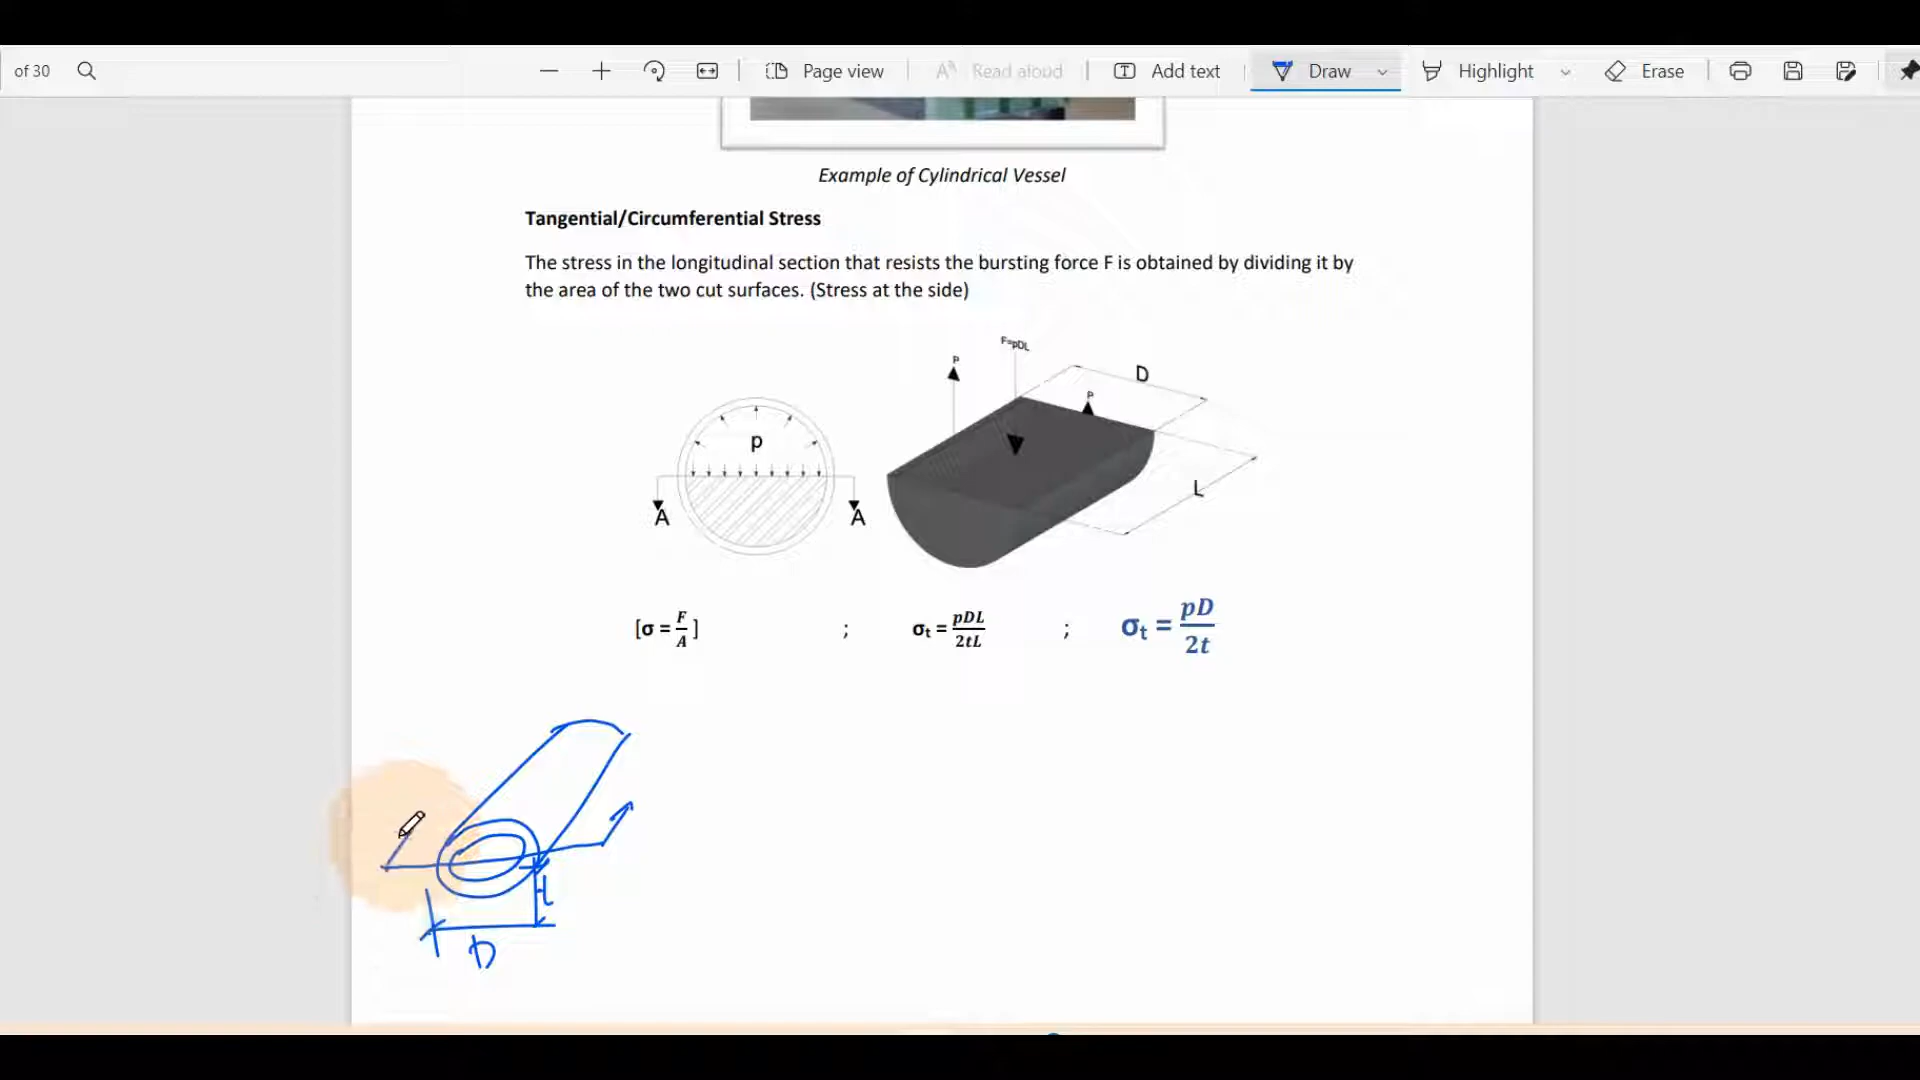 of 30 Page view Read aloud Add text Draw Highlight Erase
Example of Cylindrical Vessel
Tangential/Circumferential Stress
The stress in the longitudinal section that resists the bursting force F is obtained by dividing it by
the area of the two cut surfaces. (Stress at the side)
F=pDL
P
D
P
p
L
A A
[σ = F/A] ; σt = pDL/2tL ; σt = pD/2t
t
D